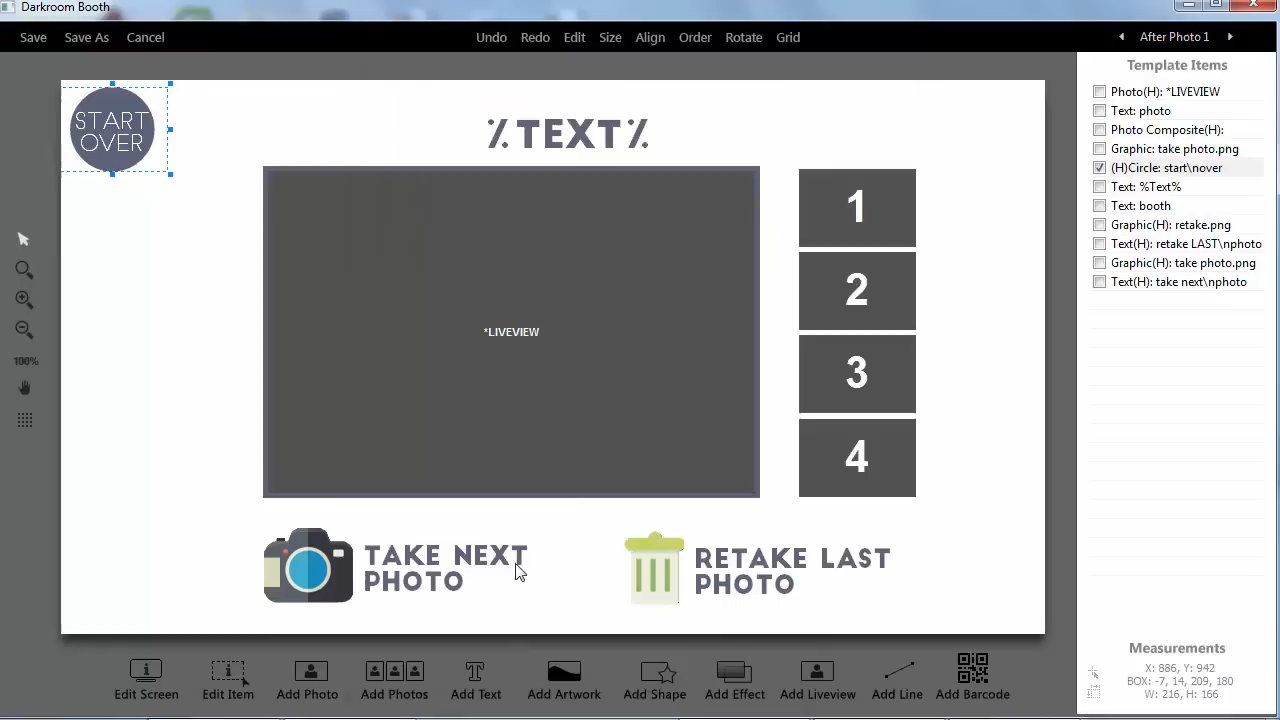 Darkroom Booth
Save Save As Cancel Undo Redo Edit Size Align Order Rotate Grid After Photo 1
Template Items
Photo(H): *LIVEVIEW
Text: photo
Photo Composite(H):
Graphic: take photo.png
(H)Circle: start\nover
Text: %Text%
Text: booth
Graphic(H): retake.png
Text(H): retake LAST\nphoto
Graphic(H): take photo.png
Text(H): take next\nphoto
START
OVER
%TEXT%
*LIVEVIEW
1
2
3
4
TAKE NEXT
PHOTO
RETAKE LAST
PHOTO
100%
Edit Screen Edit Item Add Photo Add Photos Add Text Add Artwork Add Shape Add Effect Add Liveview Add Line Add Barcode
Measurements
X: 886, Y: 942
BOX: -7, 14, 209, 180
W: 216, H: 166